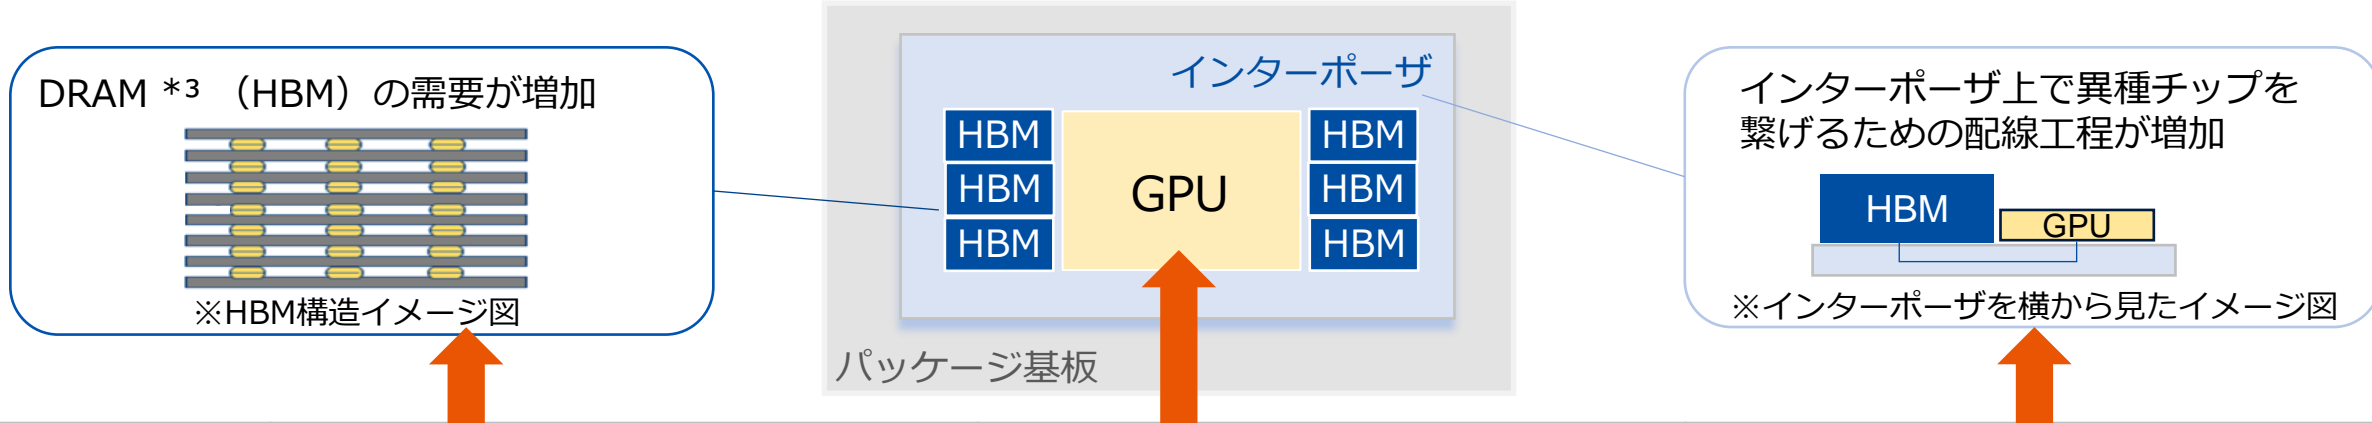 DRAM *³ （HBM）の需要が増加
※HBM構造イメージ図
インターポーザ
HBM
HBM
HBM
GPU
HBM
HBM
HBM
パッケージ基板
インターポーザ上で異種チップを
繋げるための配線工程が増加
HBM
GPU
※インターポーザを横から見たイメージ図